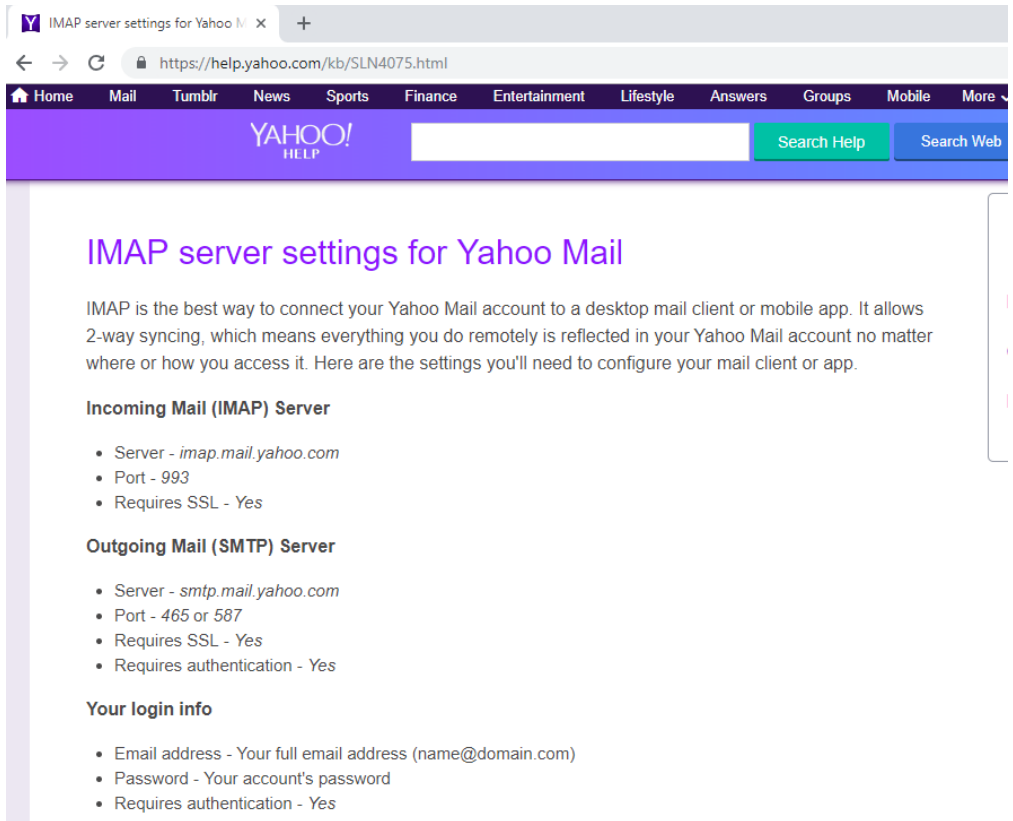 IMAP server settings for Yahoo M
https://help.yahoo.com/kb/SLN4075.html
Home Mail Tumblr News Sports Finance Entertainment Lifestyle Answers Groups Mobile More
YAHOO!
HELP
Search Help
Search Web
IMAP server settings for Yahoo Mail
IMAP is the best way to connect your Yahoo Mail account to a desktop mail client or mobile app. It allows
2-way syncing, which means everything you do remotely is reflected in your Yahoo Mail account no matter
where or how you access it. Here are the settings you'll need to configure your mail client or app.
Incoming Mail (IMAP) Server
• Server - imap.mail.yahoo.com
• Port - 993
• Requires SSL - Yes
Outgoing Mail (SMTP) Server
• Server - smtp.mail.yahoo.com
• Port - 465 or 587
• Requires SSL - Yes
• Requires authentication - Yes
Your login info
• Email address - Your full email address (name@domain.com)
• Password - Your account's password
• Requires authentication - Yes